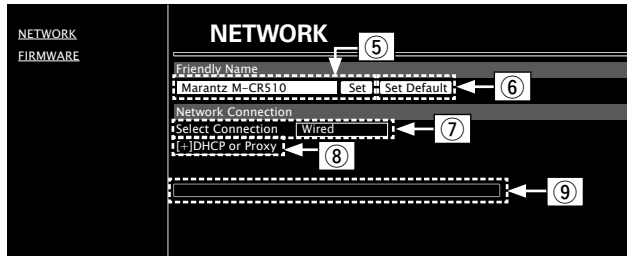 NETWORK
FIRMWARE
NETWORK
⑤
Friendly Name
Marantz M-CR510 Set Set Default ⑥
Network Connection
Select Connection Wired ⑦
[+]DHCP or Proxy ⑧
⑨